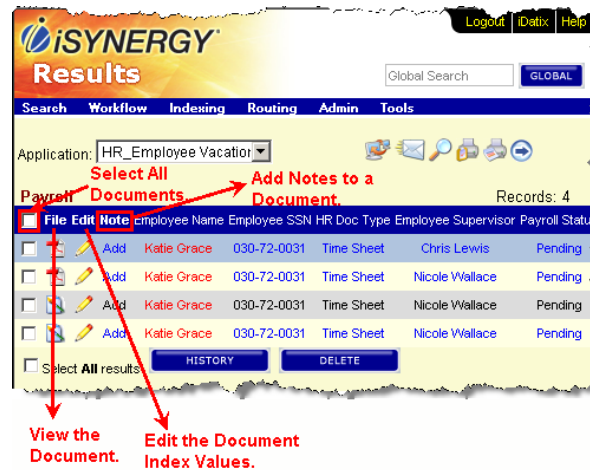 Logout iDatix Help
iSYNERGY
Results
Global Search GLOBAL
Search Workflow Indexing Routing Admin Tools
Application: HR_Employee Vacation
Select All
Documents.
Add Notes to a
Document.
Payroll Records: 4
File Edit Note Employee Name Employee SSN HR Doc Type Employee Supervisor Payroll Statu
Add Katie Grace 030-72-0031 Time Sheet Chris Lewis Pending
Add Katie Grace 030-72-0031 Time Sheet Nicole Wallace Pending
Add Katie Grace 030-72-0031 Time Sheet Nicole Wallace Pending
Add Katie Grace 030-72-0031 Time Sheet Nicole Wallace Pending
Select All results HISTORY DELETE
View the
Document.
Edit the Document
Index Values.